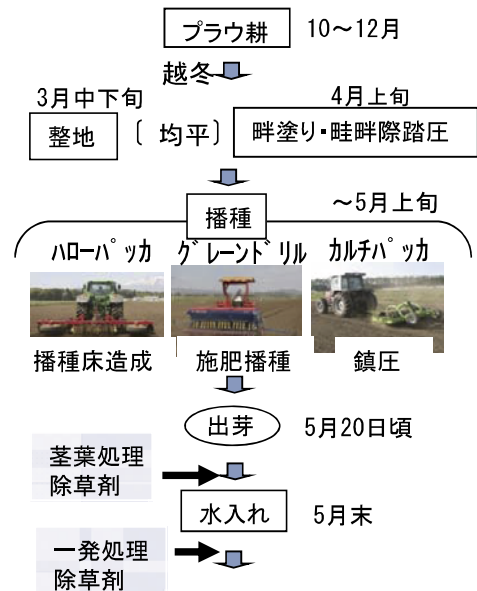 プラウ耕 10～12月
越冬
3月中下旬 4月上旬
整地 〔 均平〕 畔塗り・畦畔際踏圧
播種 ～5月上旬
ﾊﾛｰﾊﾟｯｶ ｸﾞﾚｰﾝﾄﾞﾘﾙ ｶﾙﾁﾊﾟｯｶ
播種床造成 施肥播種 鎮圧
出芽 5月20日頃
茎葉処理
除草剤
水入れ 5月末
一発処理
除草剤